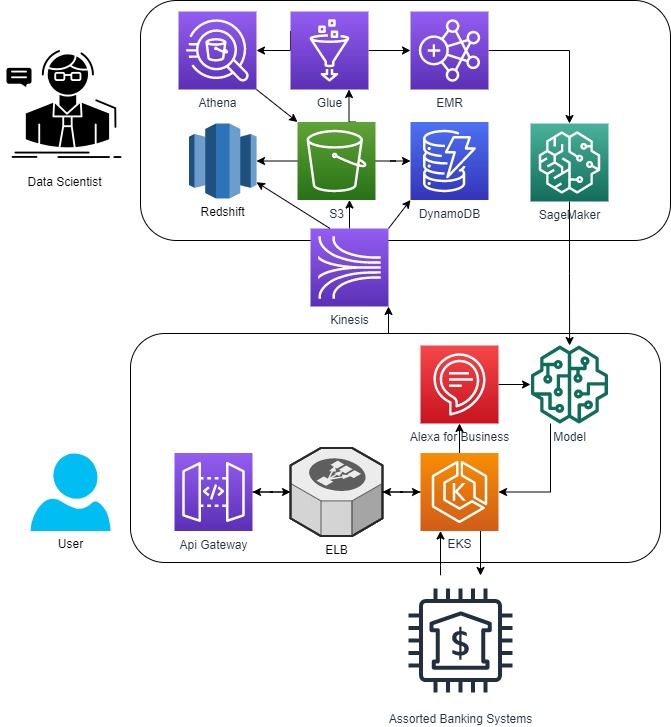 Athena
Glue
EMR
Data Scientist
Redshift
S3
DynamoDB
SageMaker
Kinesis
Alexa for Business
Model
</>
User
Api Gateway
ELB
K
EKS
$
Assorted Banking Systems